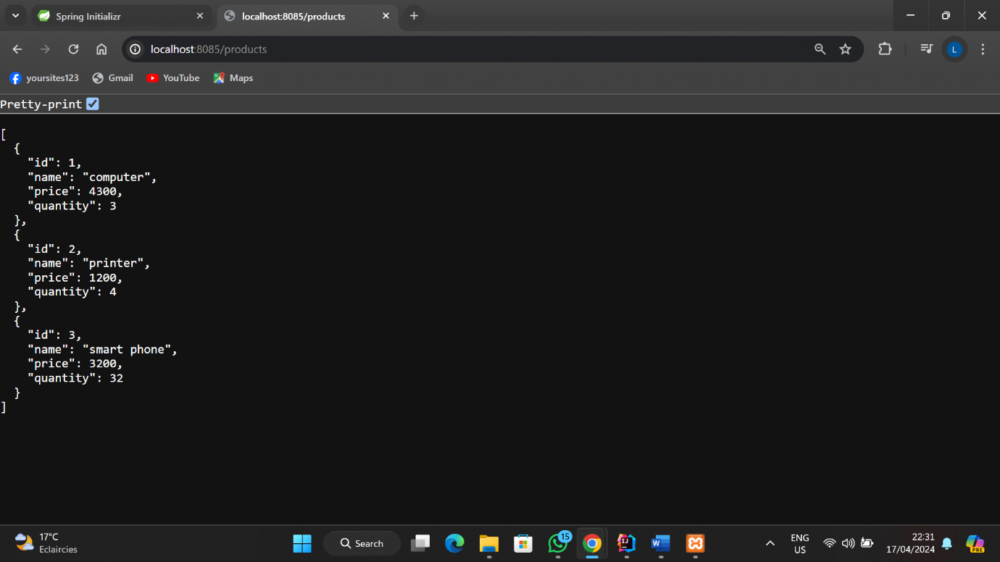 Spring Initializr
localhost:8085/products
localhost:8085/products
L
yoursites123
Gmail
YouTube
Maps
Pretty-print
[
  {
    "id": 1,
    "name": "computer",
    "price": 4300,
    "quantity": 3
  },
  {
    "id": 2,
    "name": "printer",
    "price": 1200,
    "quantity": 4
  },
  {
    "id": 3,
    "name": "smart phone",
    "price": 3200,
    "quantity": 32
  }
]
17°C
Eclaircies
Search
15
IJ
W
ENG
US
22:31
17/04/2024
PRE